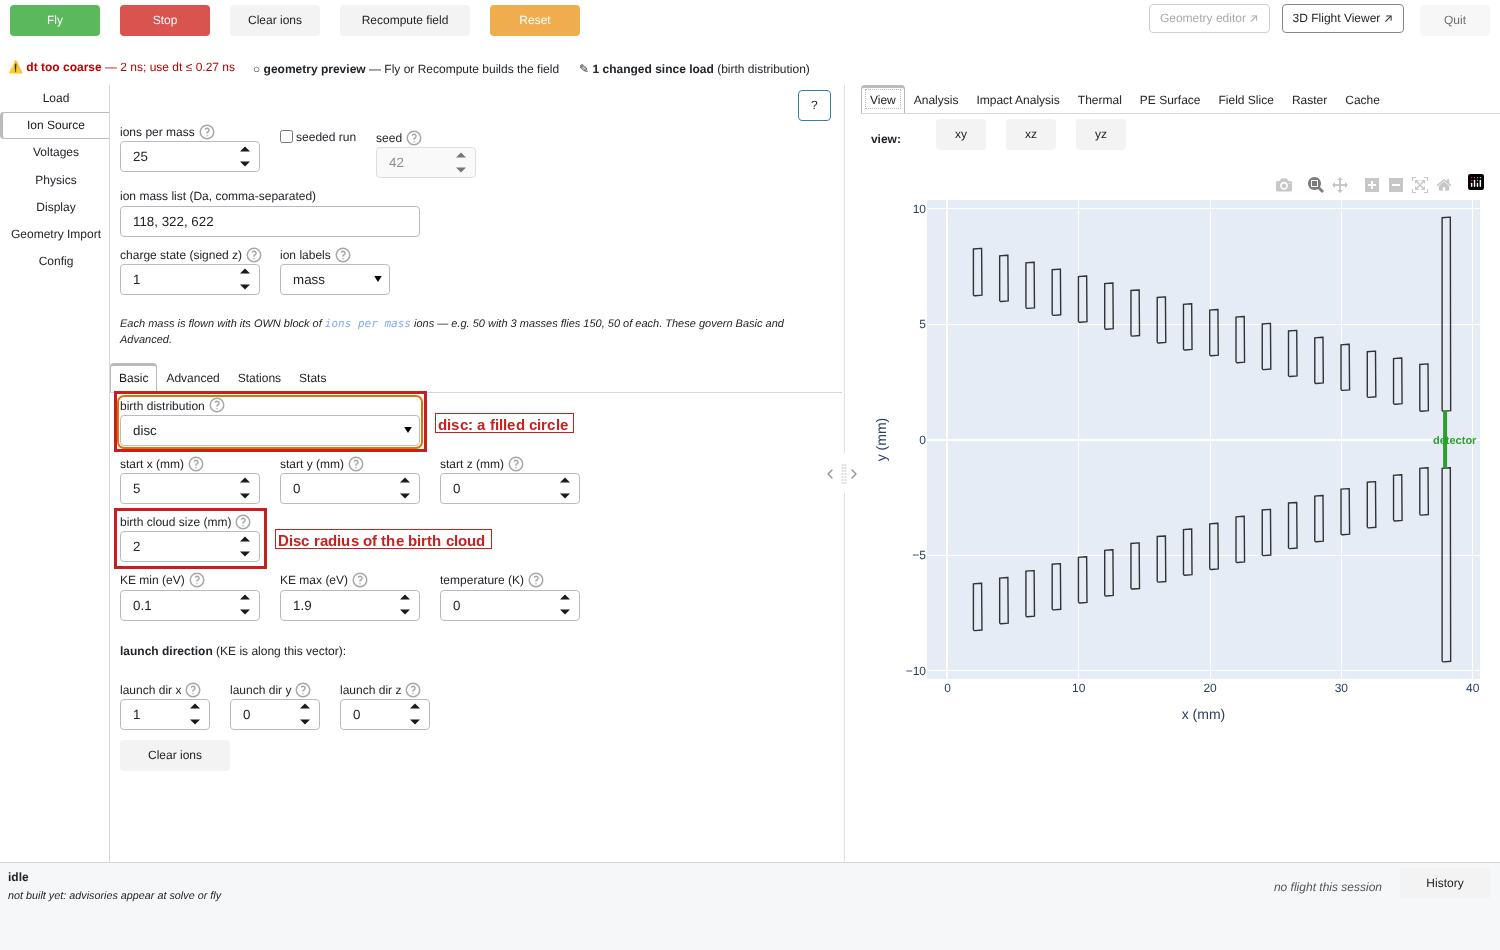 Fly Stop Clear ions Recompute field Reset Geometry editor ↗ 3D Flight Viewer ↗ Quit
⚠️ dt too coarse — 2 ns; use dt ≤ 0.27 ns ○ geometry preview — Fly or Recompute builds the field ✎ 1 changed since load (birth distribution)
Load
Ion Source
Voltages
Physics
Display
Geometry Import
Config
?
ions per mass ? seeded run seed ?
25 42
ion mass list (Da, comma-separated)
118, 322, 622
charge state (signed z) ? ion labels ?
1 mass
Each mass is flown with its OWN block of ions per mass ions — e.g. 50 with 3 masses flies 150, 50 of each. These govern Basic and
Advanced.
Basic Advanced Stations Stats
birth distribution ?
disc
disc: a filled circle
start x (mm) ? start y (mm) ? start z (mm) ?
5 0 0
birth cloud size (mm) ?
2
Disc radius of the birth cloud
KE min (eV) ? KE max (eV) ? temperature (K) ?
0.1 1.9 0
launch direction (KE is along this vector):
launch dir x ? launch dir y ? launch dir z ?
1 0 0
Clear ions
View Analysis Impact Analysis Thermal PE Surface Field Slice Raster Cache
view: xy xz yz
10
5
0
−5
−10
y (mm)
detector
0 10 20 30 40
x (mm)
idle
not built yet: advisories appear at solve or fly
no flight this session History